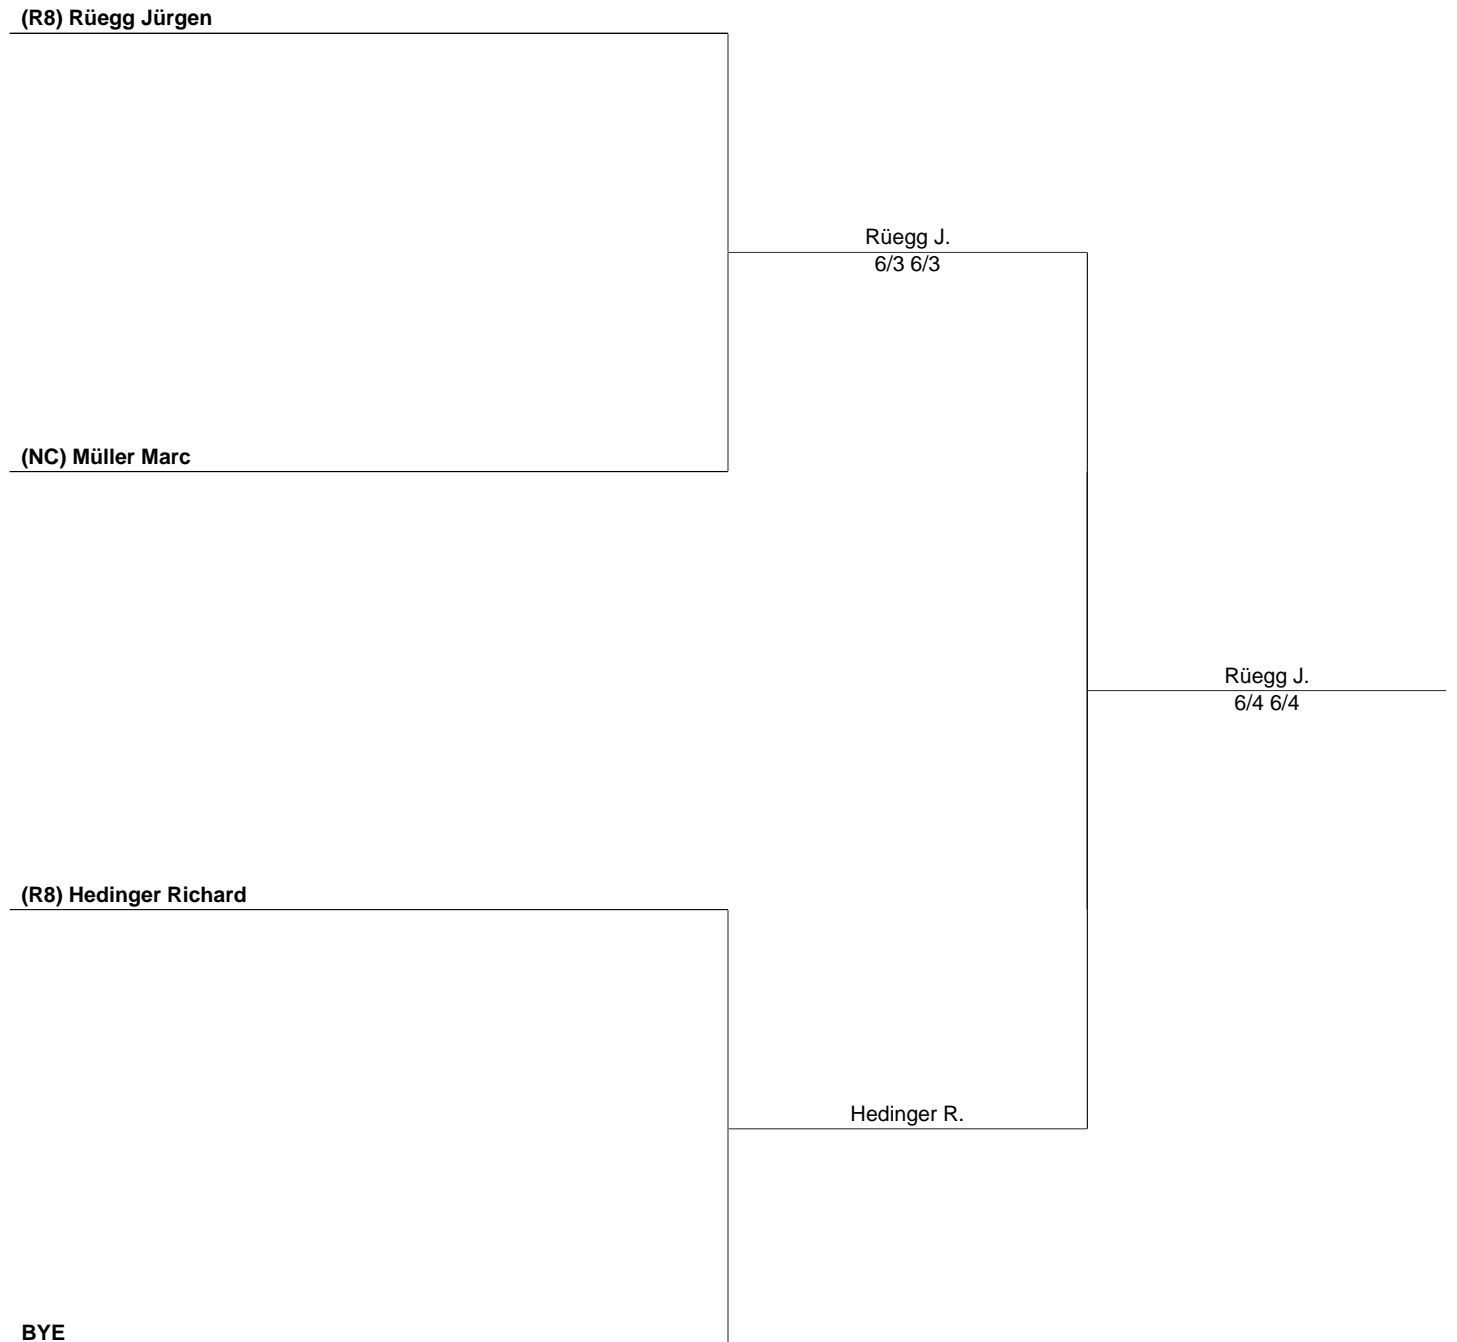 (R8) Rüegg Jürgen
Rüegg J.
6/3 6/3
(NC) Müller Marc
Rüegg J.
6/4 6/4
(R8) Hedinger Richard
Hedinger R.
BYE